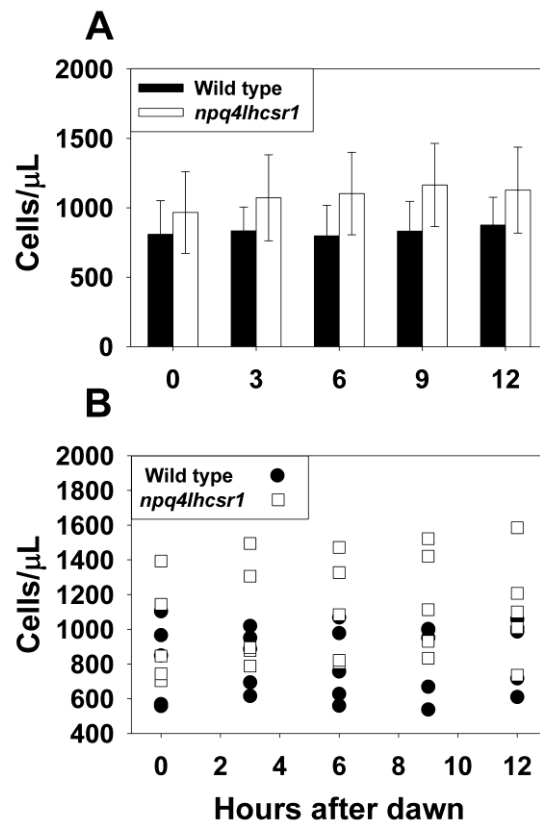 A
2000
1500
1000
500
0
Cells/μL
Wild type
npq4lhcsr1
0 3 6 9 12
B
2000
1800
1600
1400
1200
1000
800
600
400
Cells/μL
Wild type
npq4lhcsr1
0 2 4 6 8 10 12
Hours after dawn